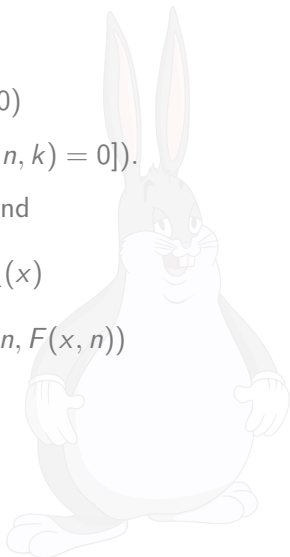 0)
n, k) = 0]).
nd
(x)
n, F(x, n))